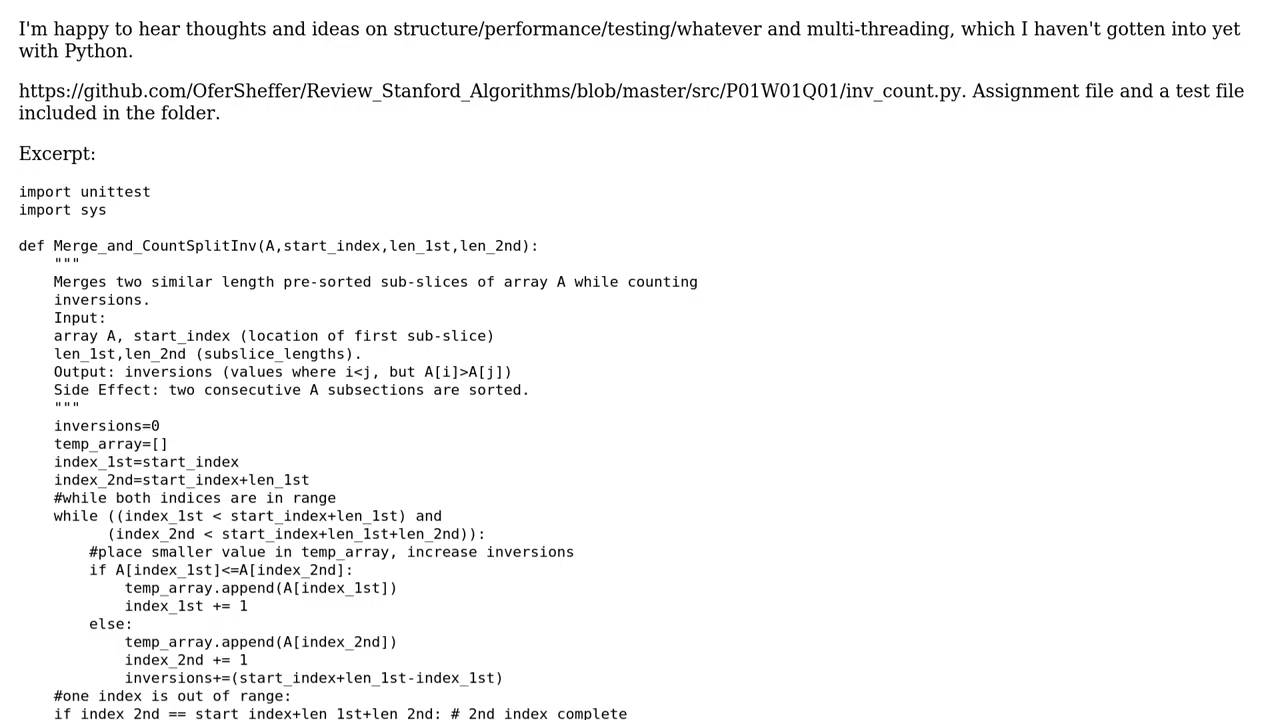 I'm happy to hear thoughts and ideas on structure/performance/testing/whatever and multi-threading, which I haven't gotten into yet
with Python.
https://github.com/OferSheffer/Review_Stanford_Algorithms/blob/master/src/P01W01Q01/inv_count.py. Assignment file and a test file
included in the folder.
Excerpt:
import unittest
import sys
def Merge_and_CountSplitInv(A,start_index,len_1st,len_2nd):
    """
    Merges two similar length pre-sorted sub-slices of array A while counting
    inversions.
    Input:
    array A, start_index (location of first sub-slice)
    len_1st,len_2nd (subslice_lengths).
    Output: inversions (values where i<j, but A[i]>A[j])
    Side Effect: two consecutive A subsections are sorted.
    """
    inversions=0
    temp_array=[]
    index_1st=start_index
    index_2nd=start_index+len_1st
    #while both indices are in range
    while ((index_1st < start_index+len_1st) and
          (index_2nd < start_index+len_1st+len_2nd)):
        #place smaller value in temp_array, increase inversions
        if A[index_1st]<=A[index_2nd]:
            temp_array.append(A[index_1st])
            index_1st += 1
        else:
            temp_array.append(A[index_2nd])
            index_2nd += 1
            inversions+=(start_index+len_1st-index_1st)
    #one index is out of range:
    if index_2nd == start_index+len_1st+len_2nd: # 2nd index complete